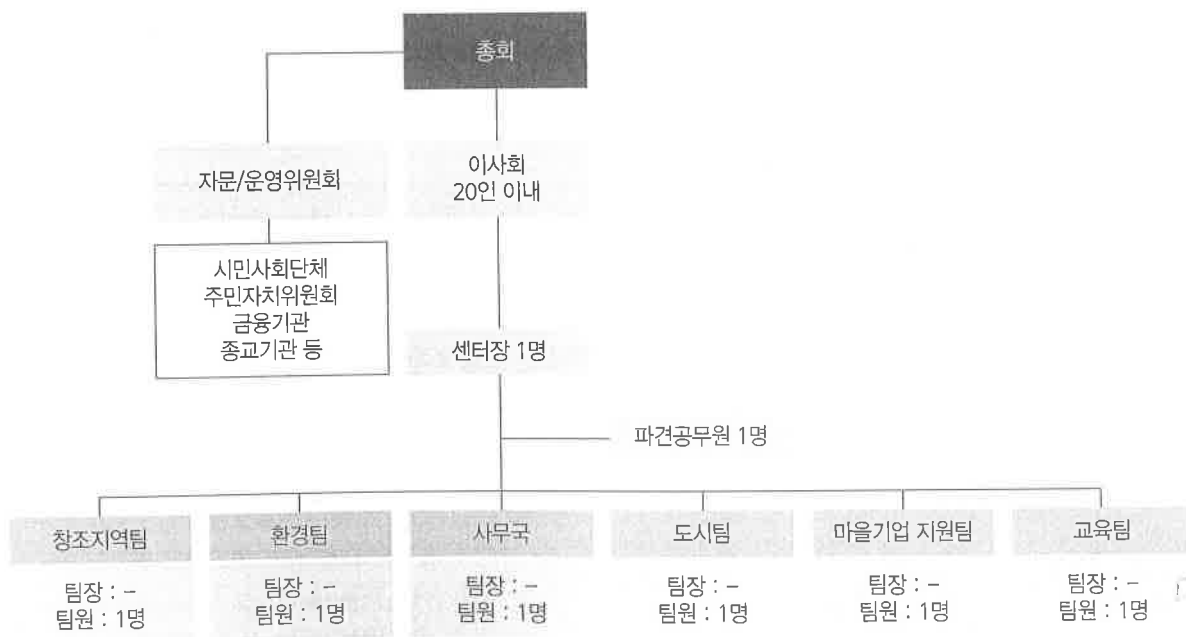 총회
자문/운영위원회
이사회
20인 이내
시민사회단체
주민자치위원회
금융기관
종교기관 등
센터장 1명
파견공무원 1명
창조지역팀
환경팀
사무국
도시팀
마을기업 지원팀
교육팀
팀장 : –
팀원 : 1명
팀장 : –
팀원 : 1명
팀장 : –
팀원 : 1명
팀장 : –
팀원 : 1명
팀장 : –
팀원 : 1명
팀장 : –
팀원 : 1명